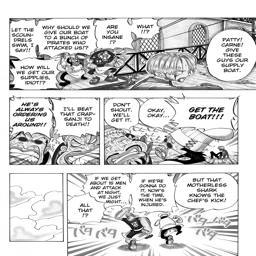 PATTY!
CARNE!
GIVE
THESE
GUYS OUR
SUPPLY
BOAT.
WHAT
!?
ARE
YOU
INSANE
!?
WHY SHOULD WE
GIVE OUR BOAT
TO A BUNCH OF
PIRATES WHO
ATTACKED US!?
LET THE
SCOUN-
DRELS
SWIM, I
SAY!!
HOW WILL
WE GET
OUR
SUPPLIES,
IDIOT!?
GET THE
BOAT!!!
OKAY,
OKAY...
DON'T
SHOUT.
WE'LL
GET IT.
I'LL BEAT
THAT CRAP-
SANJI TO
DEATH!!
HE'S
ALWAYS
ORDERING
US
AROUND!!
BUT THAT
MOTHERLESS
SHARK
KNOWS THE
CHEF'S KICK!
IF WE'RE
GONNA DO
IT, NOW'S
THE TIME,
WHEN HE'S
INJURED.
IF WE GET
ABOUT 15 MEN
AND ATTACK
AT NIGHT,
WE JUST
MIGHT...
ALL
THAT
!?